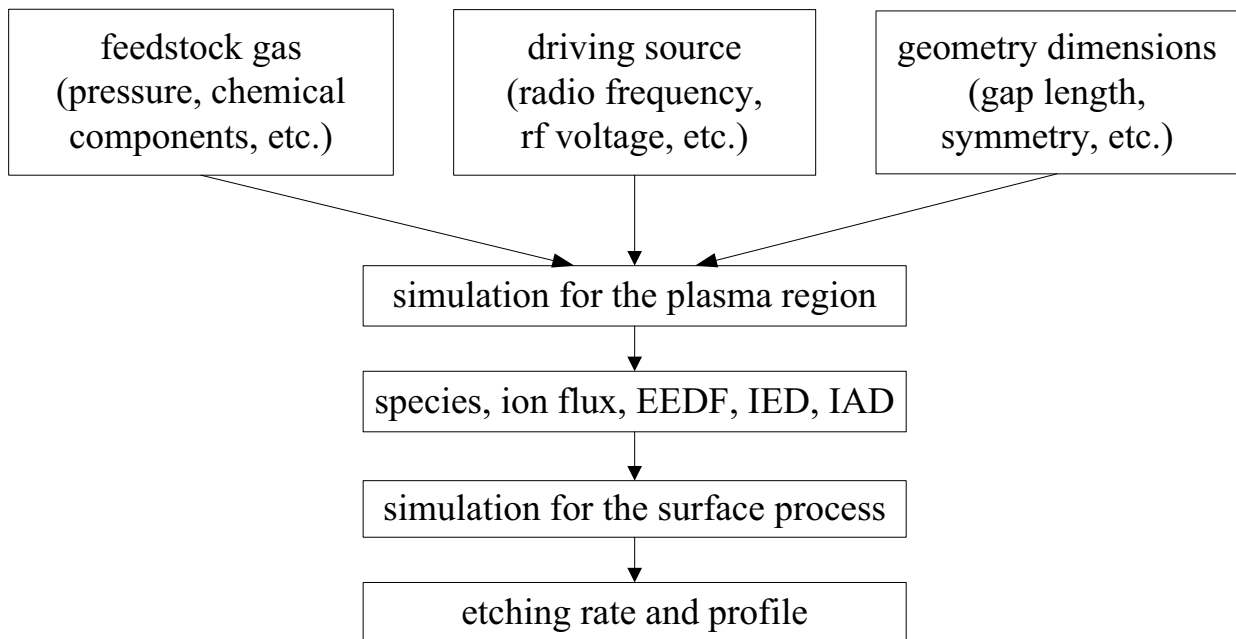 feedstock gas
(pressure, chemical
components, etc.)
driving source
(radio frequency,
rf voltage, etc.)
geometry dimensions
(gap length,
symmetry, etc.)
simulation for the plasma region
species, ion flux, EEDF, IED, IAD
simulation for the surface process
etching rate and profile